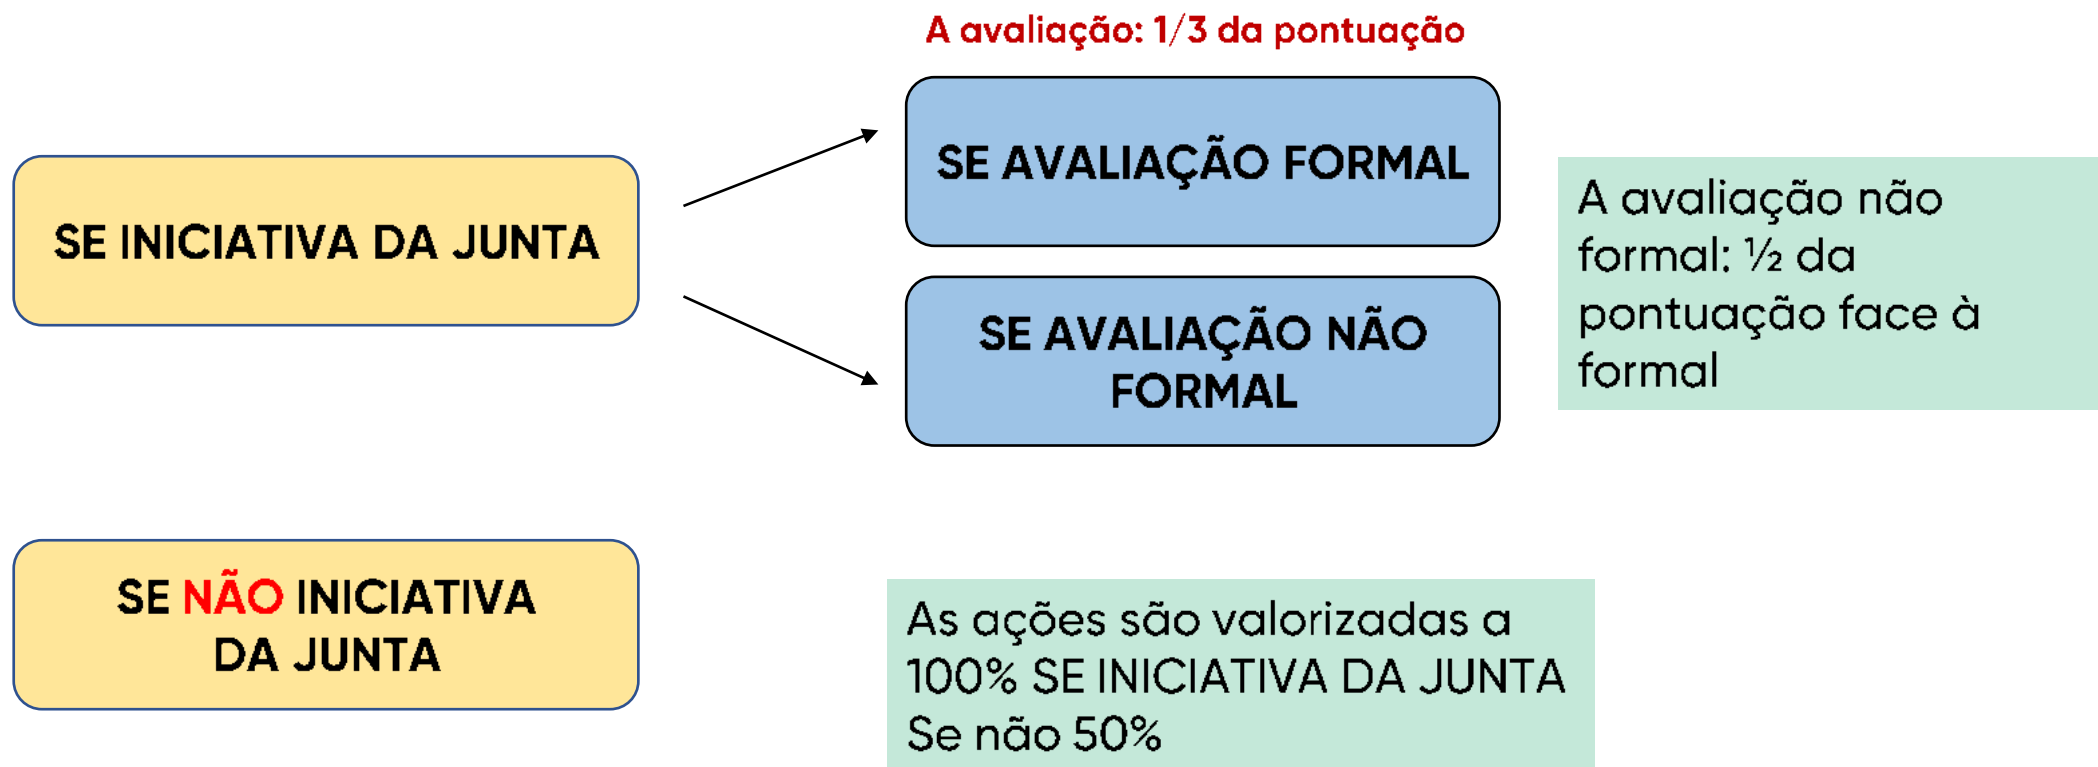 A avaliação: 1/3 da pontuação
SE INICIATIVA DA JUNTA
SE AVALIAÇÃO FORMAL
SE AVALIAÇÃO NÃO
FORMAL
A avaliação não
formal: ½ da
pontuação face à
formal
SE NÃO INICIATIVA
DA JUNTA
As ações são valorizadas a
100% SE INICIATIVA DA JUNTA
Se não 50%